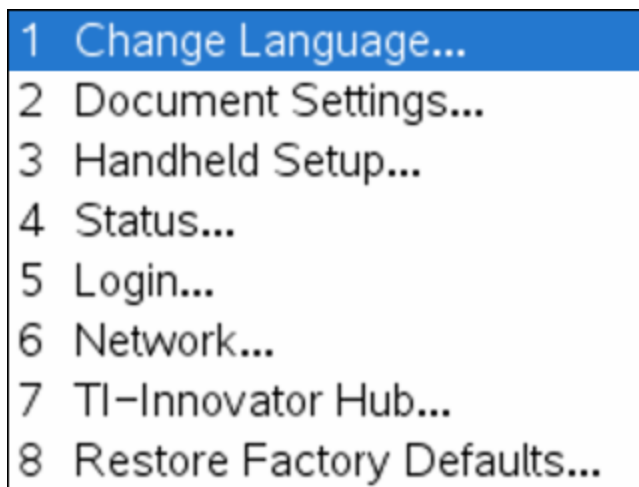 1 Change Language...
2 Document Settings...
3 Handheld Setup...
4 Status...
5 Login...
6 Network...
7 TI-Innovator Hub...
8 Restore Factory Defaults...